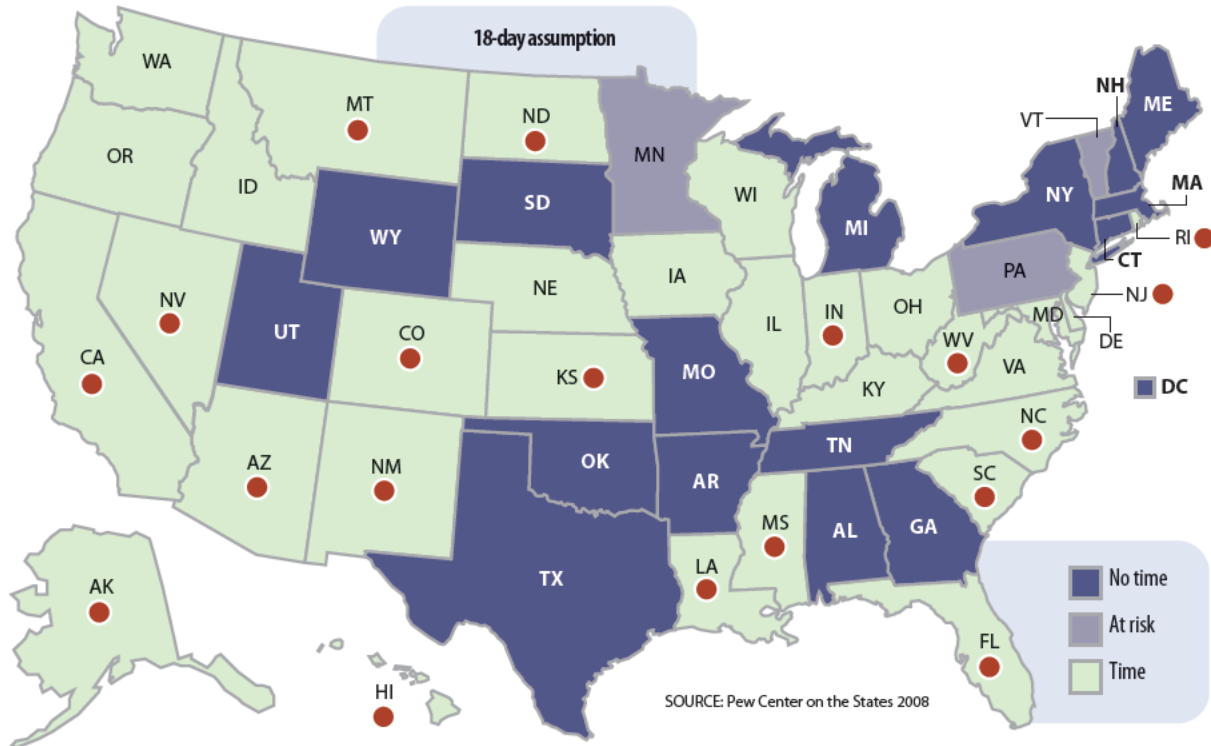 18-day assumption
WA
MT
ND
MN
VT
NH
ME
OR
ID
SD
WI
NY
MA
WY
MI
RI
CT
PA
NV
UT
NE
IA
NJ
CO
IL
IN
OH
MD
DE
CA
KS
MO
WV
VA
KY
DC
NC
TN
AZ
NM
OK
AR
SC
MS
AL
GA
TX
LA
AK
FL
HI
No time
At risk
Time
SOURCE: Pew Center on the States 2008